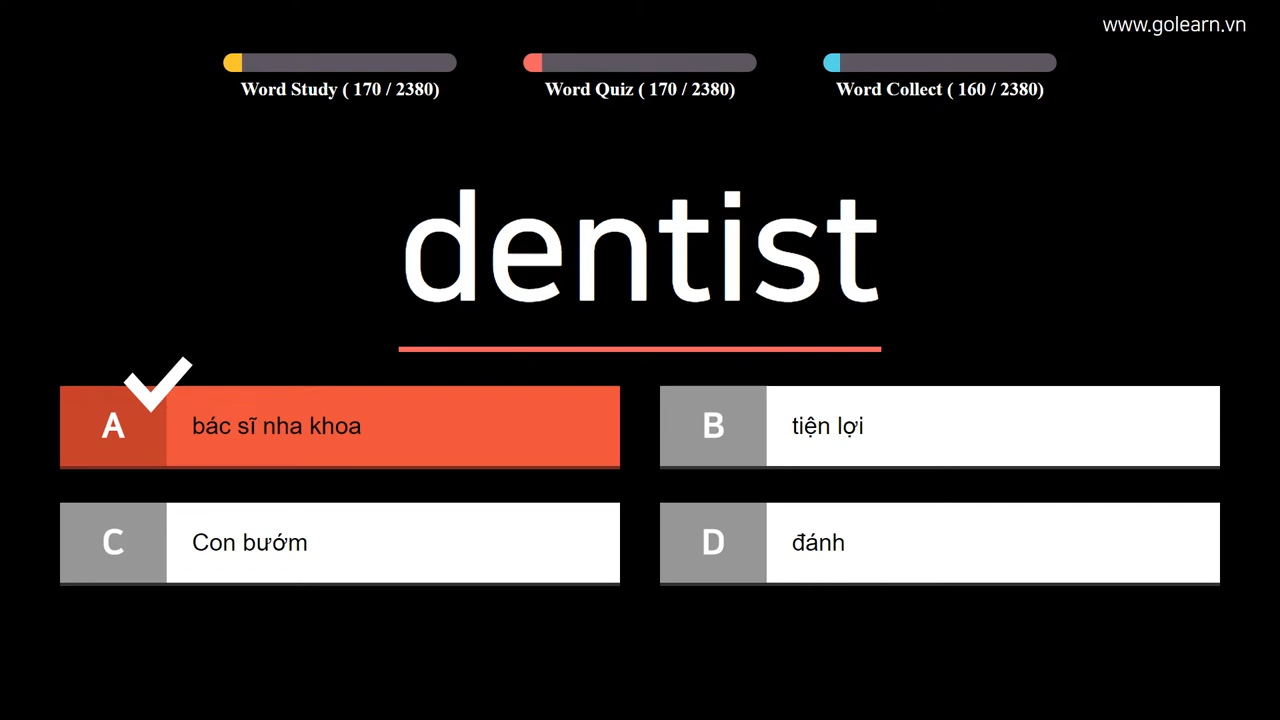 www.golearn.vn
Word Study ( 170 / 2380)
Word Quiz ( 170 / 2380)
Word Collect ( 160 / 2380)
dentist
A bác sĩ nha khoa
B tiện lợi
C Con bướm
D đánh